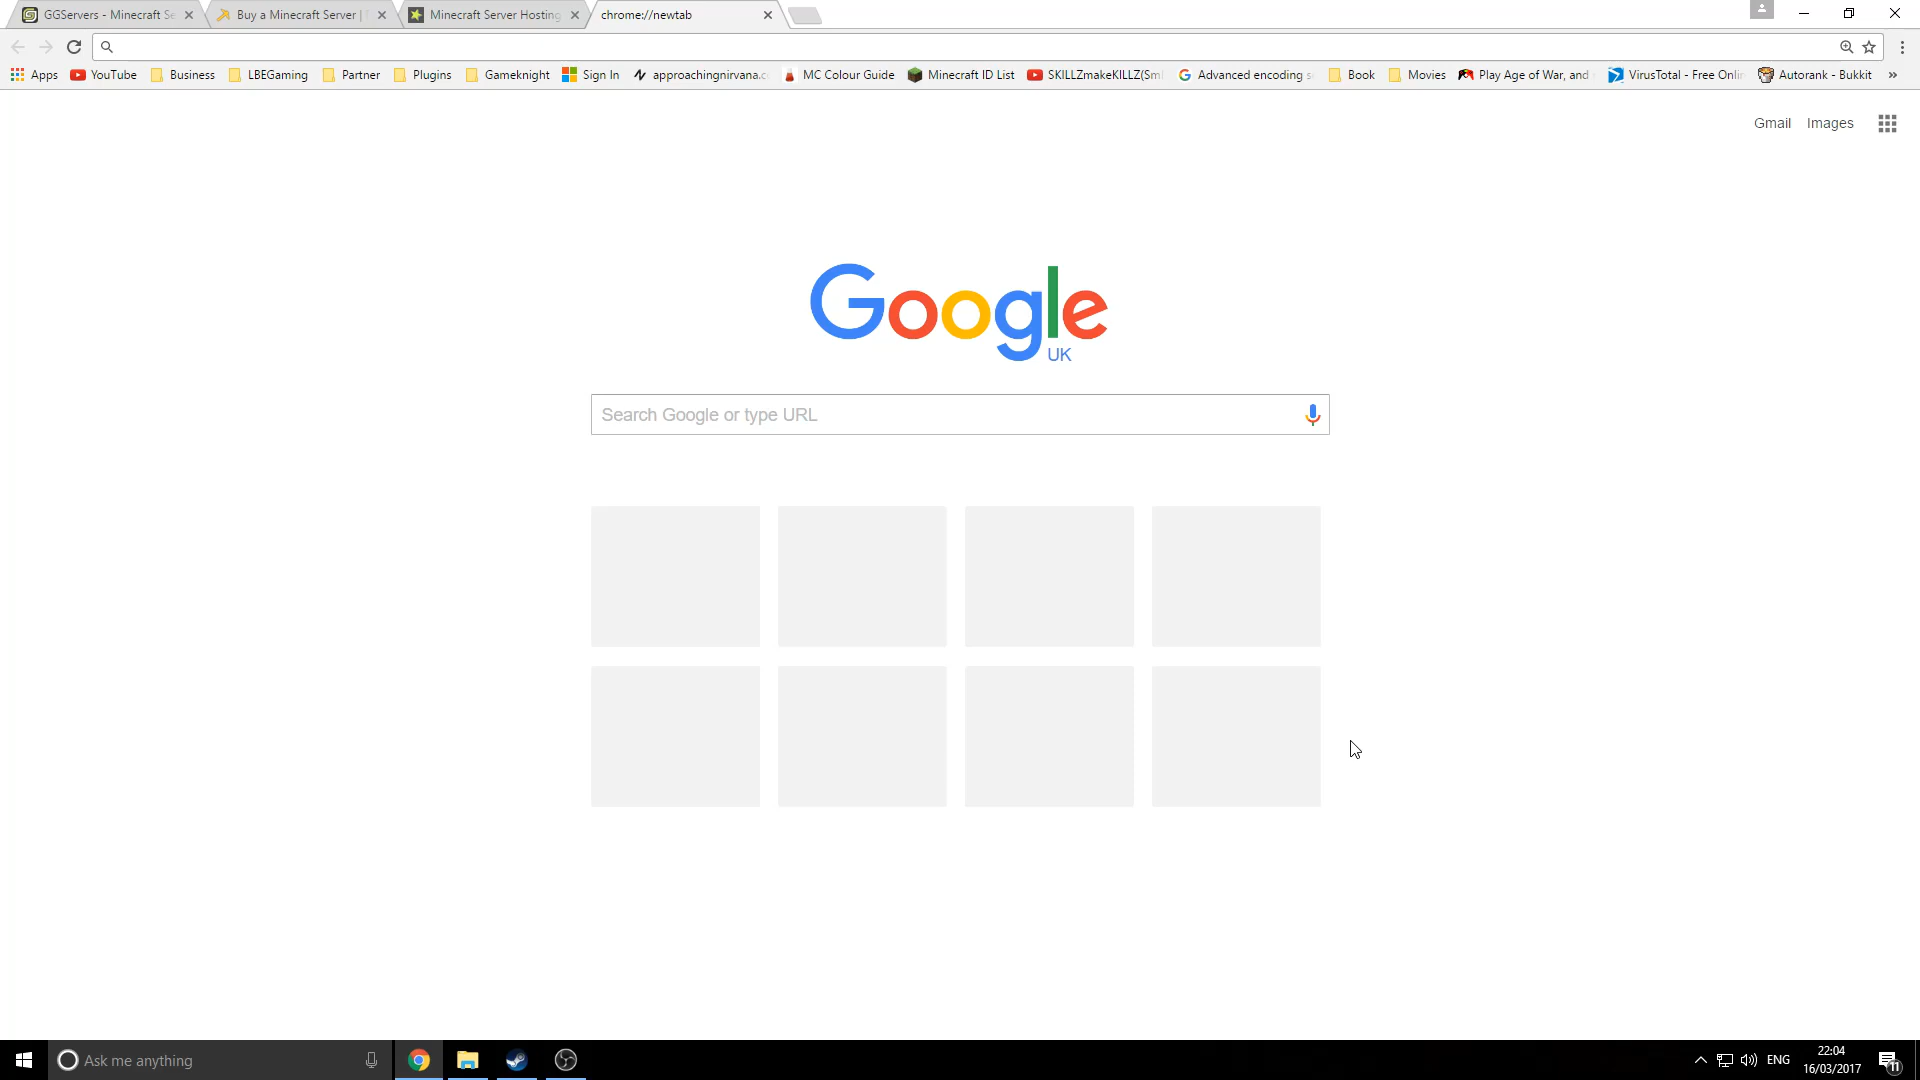 GGServers - Minecraft Se
Buy a Minecraft Server |
Minecraft Server Hosting
chrome://newtab
Apps
YouTube
Business
LBEGaming
Partner
Plugins
Gameknight
Sign In
approachingnirvana.c
MC Colour Guide
Minecraft ID List
SKILLZmakeKILLZ(Sm
Advanced encoding s
Book
Movies
Play Age of War, and
VirusTotal - Free Onli
Autorank - Bukkit
»
Gmail
Images
Google
UK
Search Google or type URL
Ask me anything
ENG
22:04
16/03/2017
11